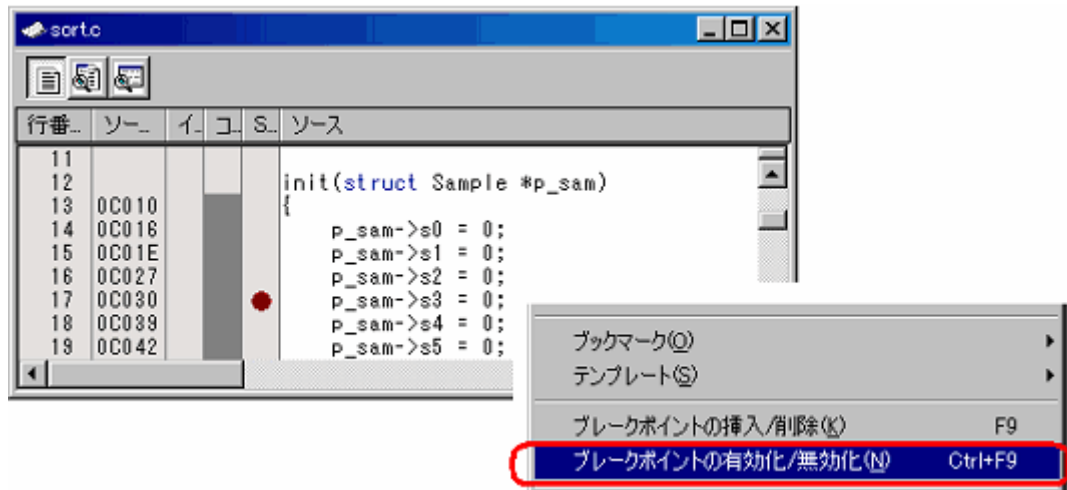 sort.c
行番... ソー... イ.. コ.. S.. ソース
11
12 init(struct Sample *p_sam)
13 0C010 {
14 0C016 p_sam->s0 = 0;
15 0C01E p_sam->s1 = 0;
16 0C027 p_sam->s2 = 0;
17 0C030 p_sam->s3 = 0;
18 0C039 p_sam->s4 = 0;
19 0C042 p_sam->s5 = 0;
ブックマーク(O)
テンプレート(S)
ブレークポイントの挿入/削除(K) F9
ブレークポイントの有効化/無効化(N) Ctrl+F9